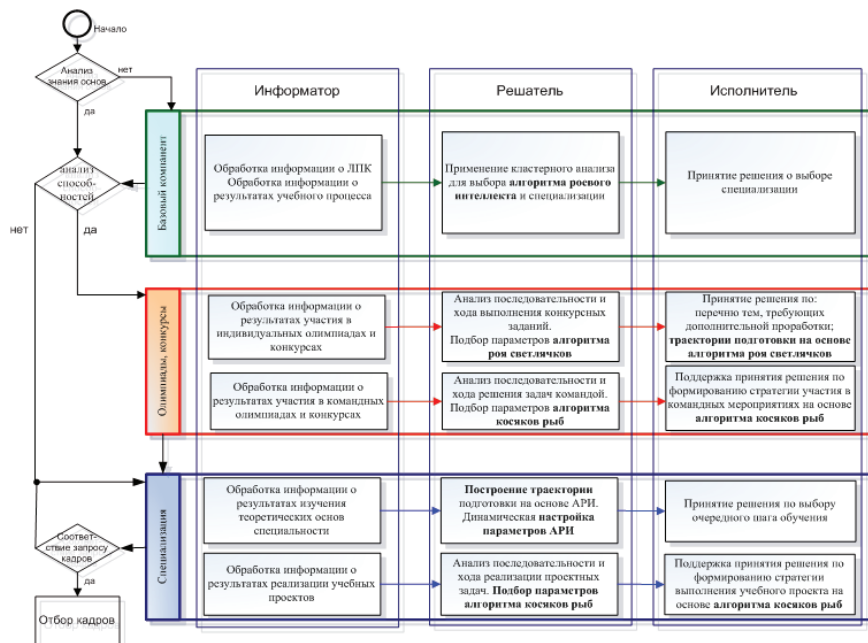 Начало
Анализ
знания основ
нет
да
анализ
способ-
ностей
нет
да
Соответ-
ствие запросу
кадров
да
Отбор кадров
Информатор
Решатель
Исполнитель
Базовый компанент
Обработка информации о ЛПК
Обработка информации о
результатах учебного процесса
Применение кластерного анализа
для выбора алгоритма роевого
интеллекта и специализации
Принятие решения о выборе
специализации
Олимпиады, конкурсы
Обработка информации о
результатах участия в
индивидуальных олимпиадах и
конкурсах
Анализ последовательности и
хода выполнения конкурсных
заданий.
Подбор параметров алгоритма
роя светлячков
Принятие решения по:
перечню тем, требующих
дополнительной проработки;
траектории подготовки на основе
алгоритма роя светлячков
Обработка информации о
результатах участия в командных
олимпиадах и конкурсах
Анализ последовательности и
хода решения задач командой.
Подбор параметров алгоритма
косяков рыб
Поддержка принятия решения по
формированию стратегии участия в
командных мероприятиях на основе
алгоритма косяков рыб
Специализация
Обработка информации о
результатах изучения
теоретических основ
специальности
Построение траектории
подготовки на основе АРИ.
Динамическая настройка
параметров АРИ
Принятие решения по выбору
очередного шага обучения
Обработка информации о
результатах реализации учебных
проектов
Анализ последовательности и
хода реализации проектных
задач. Подбор параметров
алгоритма косяков рыб
Поддержка принятия решения по
формированию стратегии
выполнения учебного проекта на
основе алгоритма косяков рыб